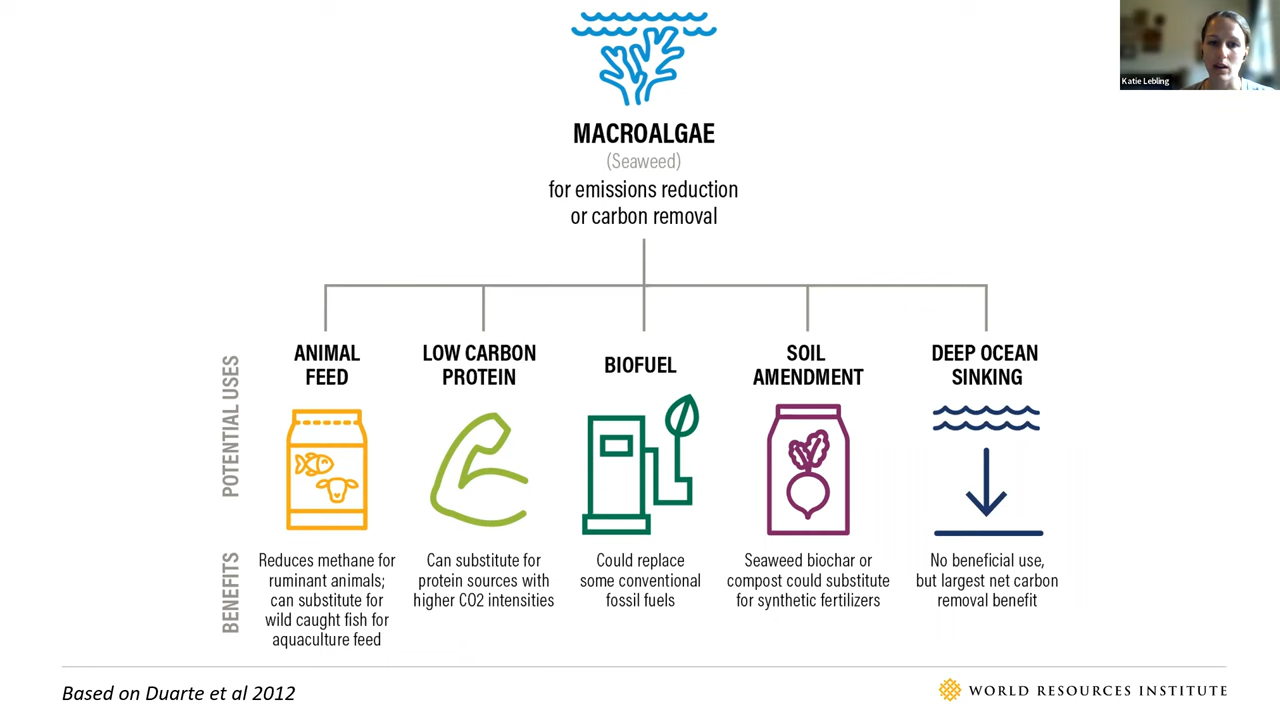 Katie Lebling
MACROALGAE
(Seaweed)
for emissions reduction
or carbon removal
POTENTIAL USES
ANIMAL
FEED
LOW CARBON
PROTEIN
BIOFUEL
SOIL
AMENDMENT
DEEP OCEAN
SINKING
BENEFITS
Reduces methane for
ruminant animals;
can substitute for
wild caught fish for
aquaculture feed
Can substitute for
protein sources with
higher CO2 intensities
Could replace
some conventional
fossil fuels
Seaweed biochar or
compost could substitute
for synthetic fertilizers
No beneficial use,
but largest net carbon
removal benefit
Based on Duarte et al 2012
WORLD RESOURCES INSTITUTE